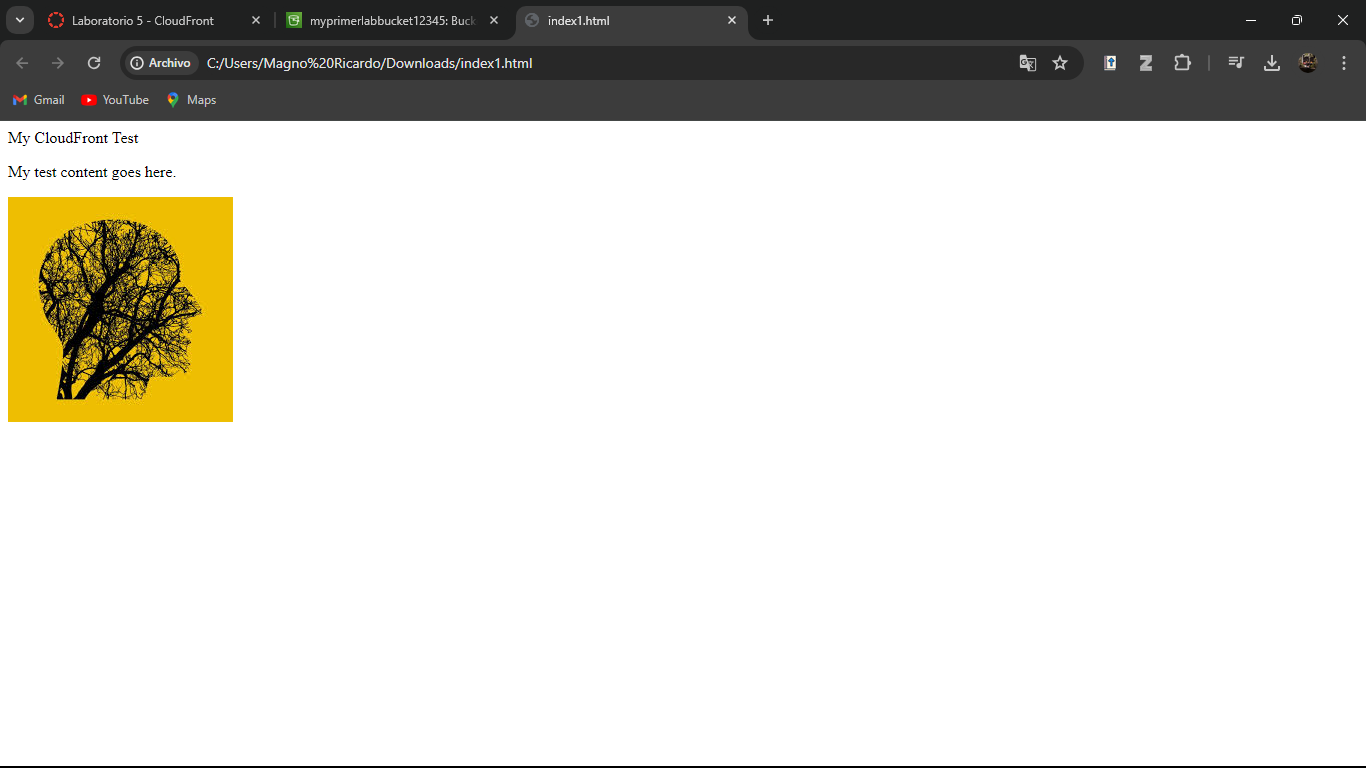 Laboratorio 5 - CloudFront
myprimerlabbucket12345: Buck
index1.html
Archivo
C:/Users/Magno%20Ricardo/Downloads/index1.html
Gmail
YouTube
Maps
My CloudFront Test
My test content goes here.